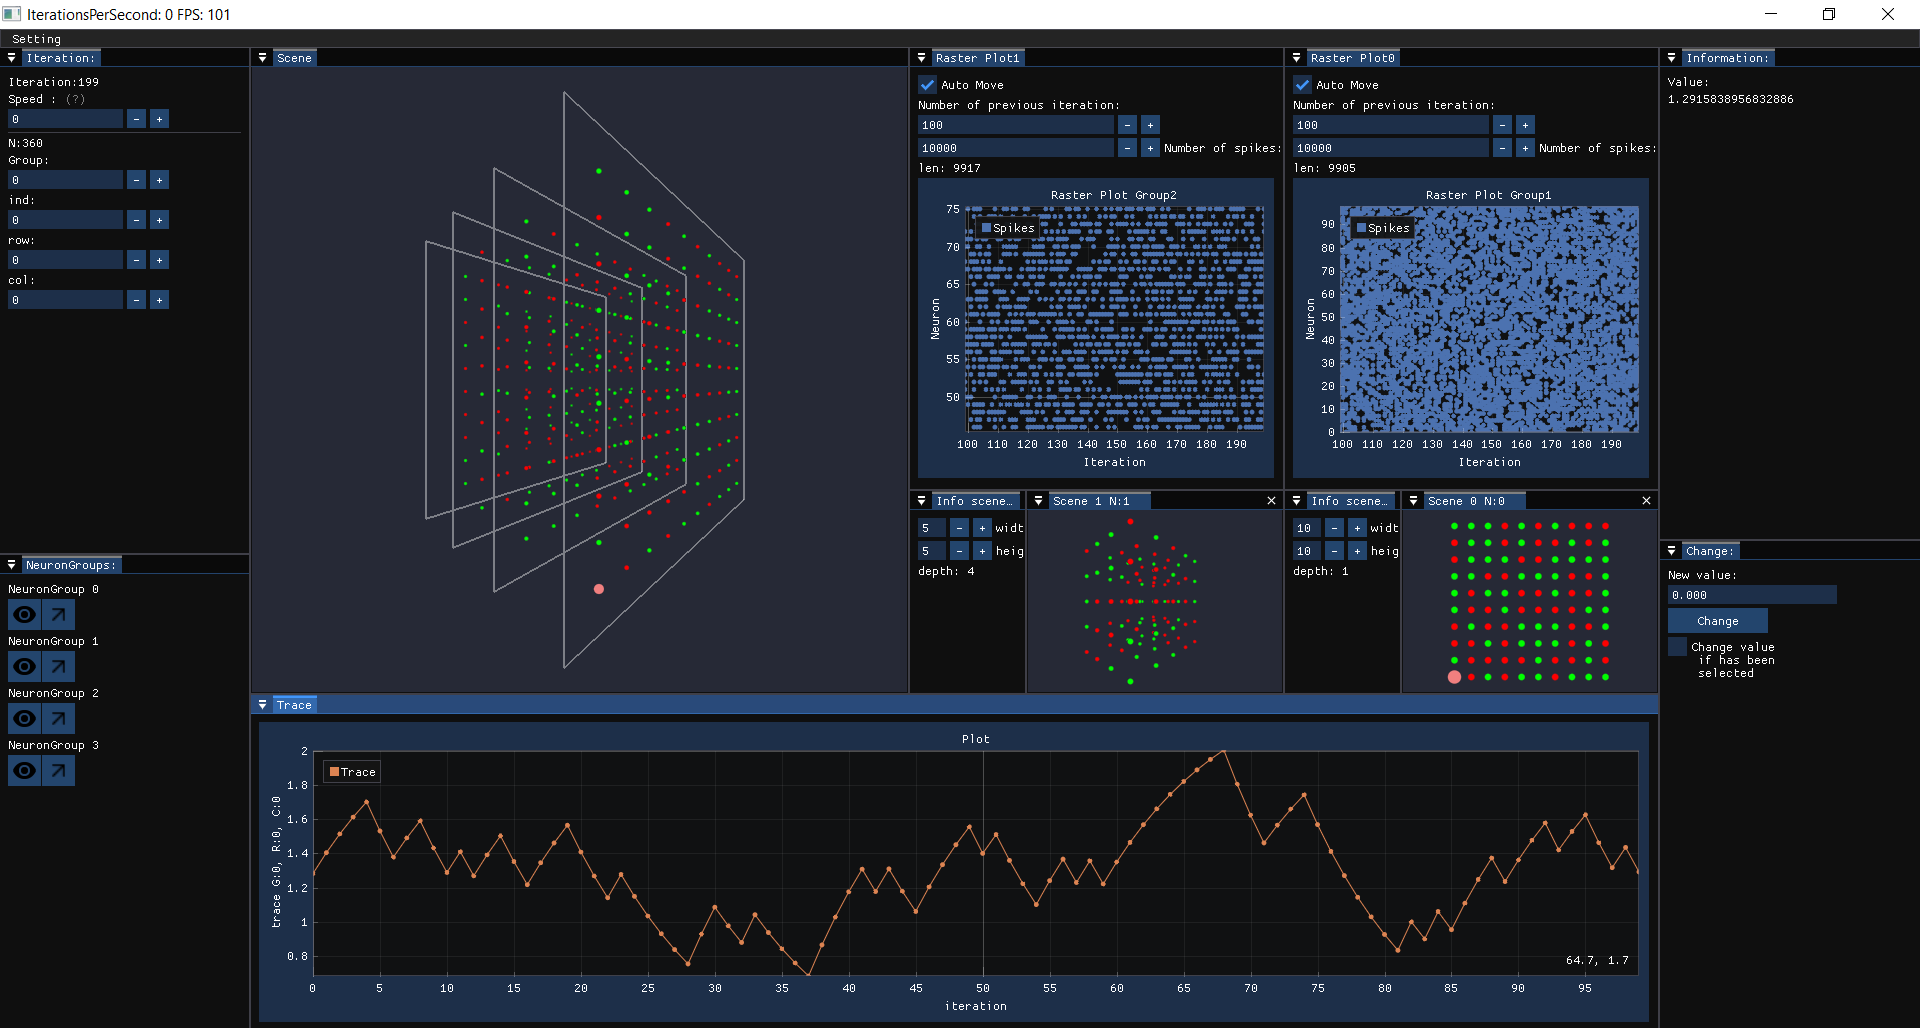 IterationsPerSecond: 0 FPS: 101
Setting
Iteration:
Iteration:199
Speed : (?)
0 - +
N:360
Group:
0 - +
ind:
0 - +
row:
0 - +
col:
0 - +
NeuronGroups:
NeuronGroup 0
NeuronGroup 1
NeuronGroup 2
NeuronGroup 3
Scene
Raster Plot1
Auto Move
Number of previous iteration:
100 - +
10000 - + Number of spikes:
len: 9917
Raster Plot Group2
Spikes
75
70
65
60
55
50
Neuron
100 110 120 130 140 150 160 170 180 190
Iteration
Raster Plot0
Auto Move
Number of previous iteration:
100 - +
10000 - + Number of spikes:
len: 9905
Raster Plot Group1
Spikes
90
80
70
60
50
40
30
20
10
0
Neuron
100 110 120 130 140 150 160 170 180 190
Iteration
Info scene…
5 - + widt
5 - + heig
depth: 4
Scene 1 N:1
Info scene…
10 - + widt
10 - + heig
depth: 1
Scene 0 N:0
Trace
Plot
Trace
2
1.8
1.6
1.4
1.2
1
0.8
trace G:0, R:0, C:0
64.7, 1.7
0 5 10 15 20 25 30 35 40 45 50 55 60 65 70 75 80 85 90 95
iteration
Information:
Value:
1.2915838956832886
Change:
New value:
0.000
Change
Change value
if has been
selected